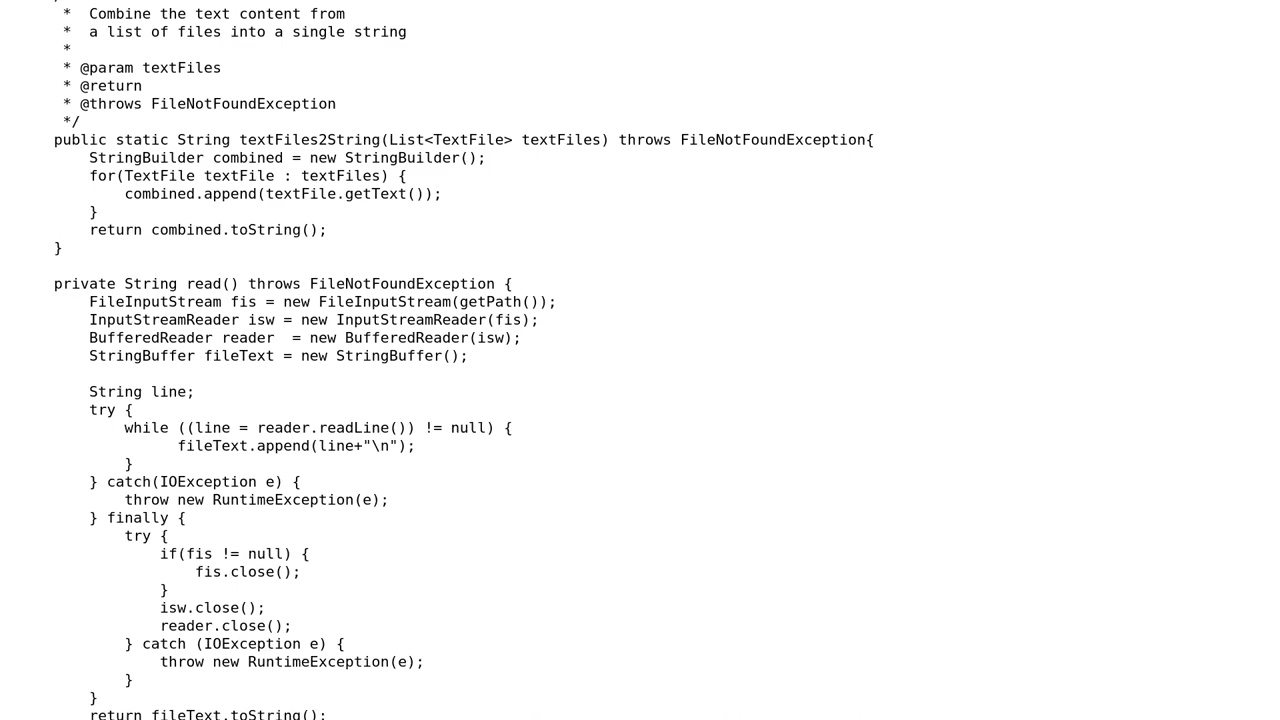 *  Combine the text content from
 *  a list of files into a single string
 *
 * @param textFiles
 * @return
 * @throws FileNotFoundException
 */
public static String textFiles2String(List<TextFile> textFiles) throws FileNotFoundException{
    StringBuilder combined = new StringBuilder();
    for(TextFile textFile : textFiles) {
        combined.append(textFile.getText());
    }
    return combined.toString();
}

private String read() throws FileNotFoundException {
    FileInputStream fis = new FileInputStream(getPath());
    InputStreamReader isw = new InputStreamReader(fis);
    BufferedReader reader  = new BufferedReader(isw);
    StringBuffer fileText = new StringBuffer();

    String line;
    try {
        while ((line = reader.readLine()) != null) {
              fileText.append(line+"\n");
        }
    } catch(IOException e) {
        throw new RuntimeException(e);
    } finally {
        try {
            if(fis != null) {
                fis.close();
            }
            isw.close();
            reader.close();
        } catch (IOException e) {
            throw new RuntimeException(e);
        }
    }
    return fileText.toString();